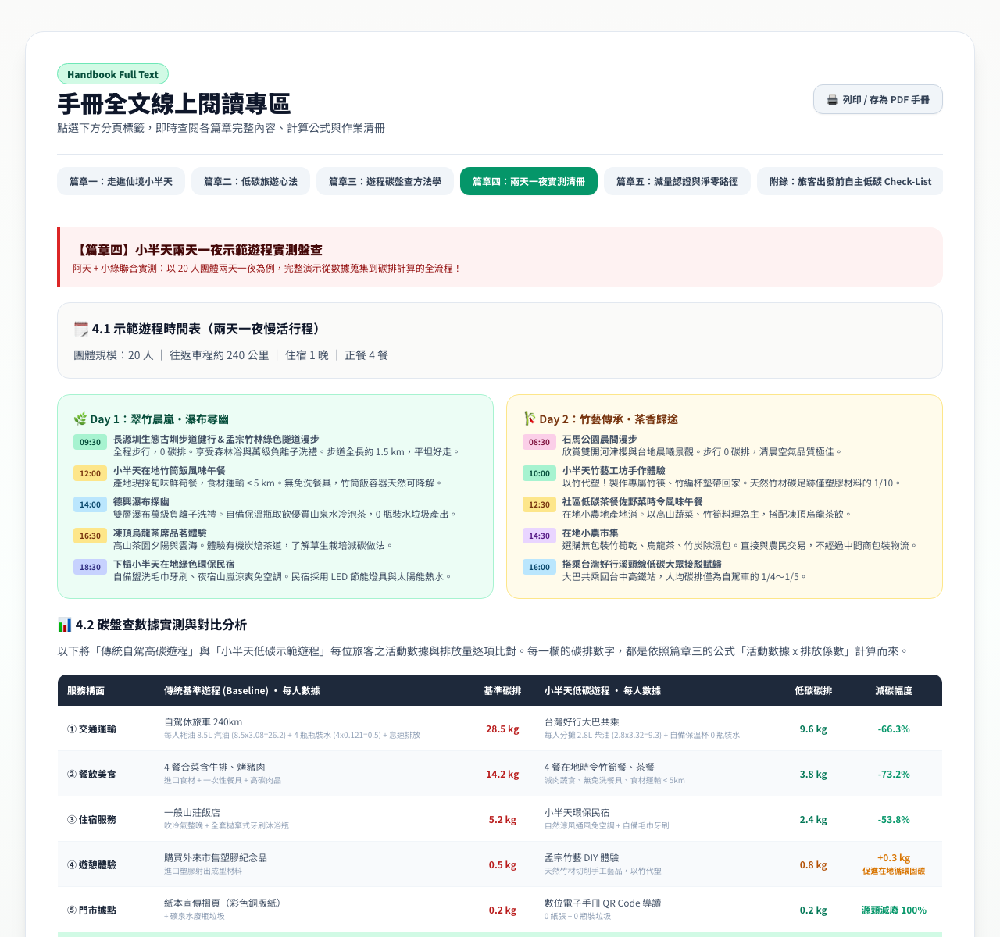 Handbook Full Text
手冊全文線上閱讀專區
點選下方分頁標籤，即時查閱各篇章完整內容、計算公式與作業清冊
列印 / 存為 PDF 手冊
篇章一：走進仙境小半天
篇章二：低碳旅遊心法
篇章三：遊程碳盤查方法學
篇章四：兩天一夜實測清冊
篇章五：減量認證與淨零路徑
附錄：旅客出發前自主低碳 Check-List
【篇章四】小半天兩天一夜示範遊程實測盤查
阿天 + 小綠聯合實測：以 20 人團體兩天一夜為例，完整演示從數據蒐集到碳排計算的全流程！
4.1 示範遊程時間表（兩天一夜慢活行程）
團體規模：20 人 ｜ 往返車程約 240 公里 ｜ 住宿 1 晚 ｜ 正餐 4 餐
Day 1：翠竹晨嵐・瀑布尋幽
09:30 長源圳生態古圳步道健行＆孟宗竹林綠色隧道漫步
全程步行，0 碳排。享受森林浴與萬級負離子洗禮。步道全長約 1.5 km，平坦好走。
12:00 小半天在地竹筒飯風味午餐
產地現採旬味鮮筍餐，食材運輸 < 5 km。無免洗餐具，竹筒飯容器天然可降解。
14:00 德興瀑布探幽
雙層瀑布萬級負離子洗禮。自備保溫瓶取飲優質山泉水冷泡茶，0 瓶裝水垃圾產出。
16:30 凍頂烏龍茶席品茗體驗
高山茶園夕陽與雲海。體驗有機炭焙茶道，了解草生栽培減碳做法。
18:30 下榻小半天在地綠色環保民宿
自備盥洗毛巾牙刷、夜宿山嵐涼爽免空調。民宿採用 LED 節能燈具與太陽能熱水。
Day 2：竹藝傳承・茶香歸途
08:30 石馬公園晨間漫步
欣賞雙開河津櫻與台地晨曦景觀。步行 0 碳排，清晨空氣品質極佳。
10:00 小半天竹藝工坊手作體驗
以竹代塑！製作專屬竹筷、竹編杯墊帶回家。天然竹材碳足跡僅塑膠材料的 1/10。
12:30 社區低碳茶餐佐野菜時令風味午餐
在地小農地產地消。以高山蔬菜、竹筍料理為主，搭配凍頂烏龍茶飲。
14:30 在地小農市集
選購無包裝竹筍乾、烏龍茶、竹炭除濕包。直接與農民交易，不經過中間商包裝物流。
16:00 搭乘台灣好行溪頭線低碳大眾接駁賦歸
大巴共乘回台中高鐵站，人均碳排僅為自駕車的 1/4～1/5。
4.2 碳盤查數據實測與對比分析
以下將「傳統自駕高碳遊程」與「小半天低碳示範遊程」每位旅客之活動數據與排放量逐項比對。每一欄的碳排數字，都是依照篇章三的公式「活動數據 x 排放係數」計算而來。
服務構面 傳統基準遊程 (Baseline) ・ 每人數據 基準碳排 小半天低碳遊程 ・ 每人數據 低碳碳排 減碳幅度
① 交通運輸 自駕休旅車 240km 28.5 kg 台灣好行大巴共乘 9.6 kg -66.3%
每人耗油 8.5L 汽油 (8.5x3.08=26.2) + 4 瓶瓶裝水 (4x0.121=0.5) + 怠速排放 每人分攤 2.8L 柴油 (2.8x3.32=9.3) + 自備保溫杯 0 瓶裝水
② 餐飲美食 4 餐合菜含牛排、烤豬肉 14.2 kg 4 餐在地時令竹筍餐、茶餐 3.8 kg -73.2%
進口食材 + 一次性餐具 + 高碳肉品 減肉蔬食、無免洗餐具、食材運輸 < 5km
③ 住宿服務 一般山莊飯店 5.2 kg 小半天環保民宿 2.4 kg -53.8%
吹冷氣整晚 + 全套拋棄式牙刷沐浴瓶 自然涼風通風免空調 + 自備毛巾牙刷
④ 遊憩體驗 購買外來市售塑膠紀念品 0.5 kg 孟宗竹藝 DIY 體驗 0.8 kg +0.3 kg
進口塑膠射出成型材料 天然竹材切削手工藝品，以竹代塑 促進在地循環固碳
⑤ 門市據點 紙本宣傳摺頁（彩色銅版紙） 0.2 kg 數位電子手冊 QR Code 導讀 0.2 kg 源頭減廢 100%
+ 礦泉水廢瓶垃圾 0 紙張 + 0 瓶裝垃圾